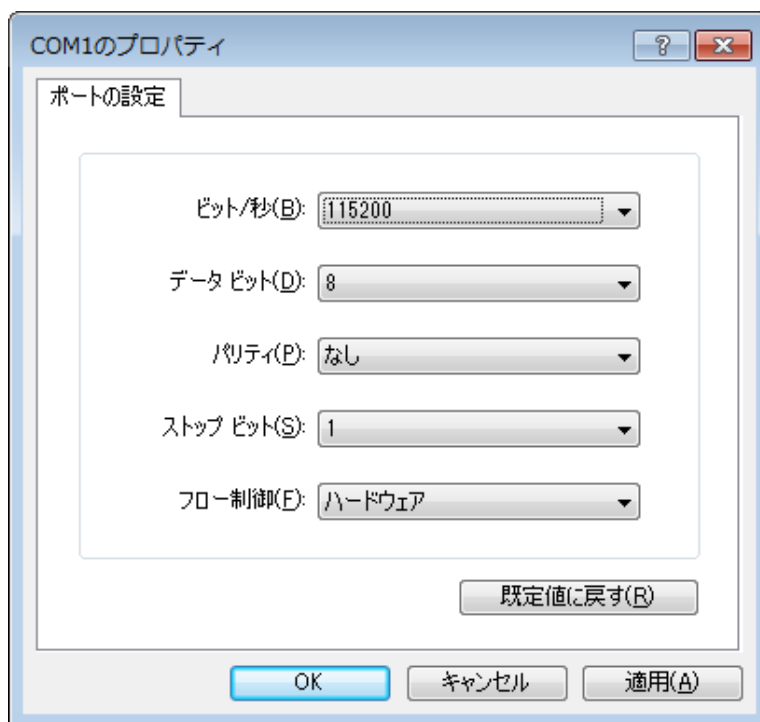 COM1のプロパティ
ポートの設定
ビット/秒(B): 115200
データ ビット(D): 8
パリティ(P): なし
ストップ ビット(S): 1
フロー制御(F): ハードウェア
既定値に戻す(R)
OK キャンセル 適用(A)